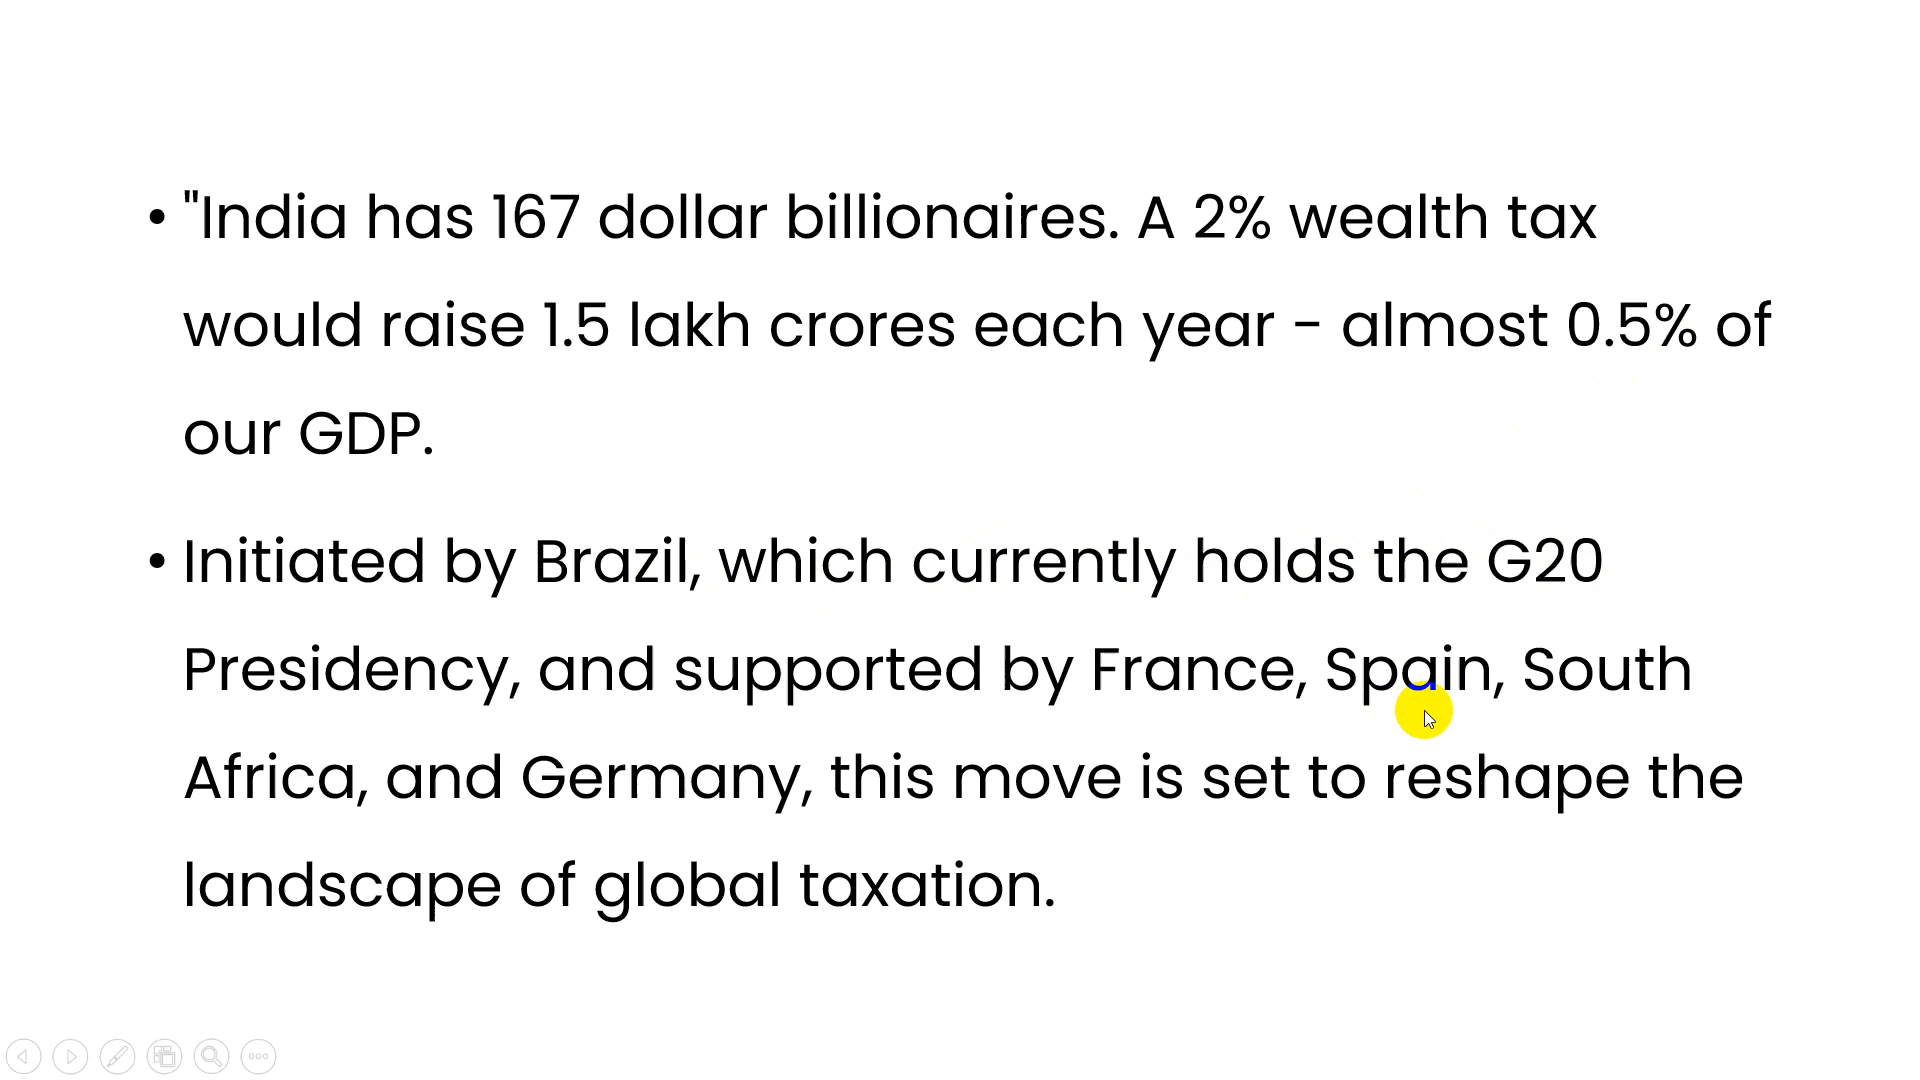 • "India has 167 dollar billionaires. A 2% wealth tax
would raise 1.5 lakh crores each year - almost 0.5% of
our GDP.
• Initiated by Brazil, which currently holds the G20
Presidency, and supported by France, Spain, South
Africa, and Germany, this move is set to reshape the
landscape of global taxation.